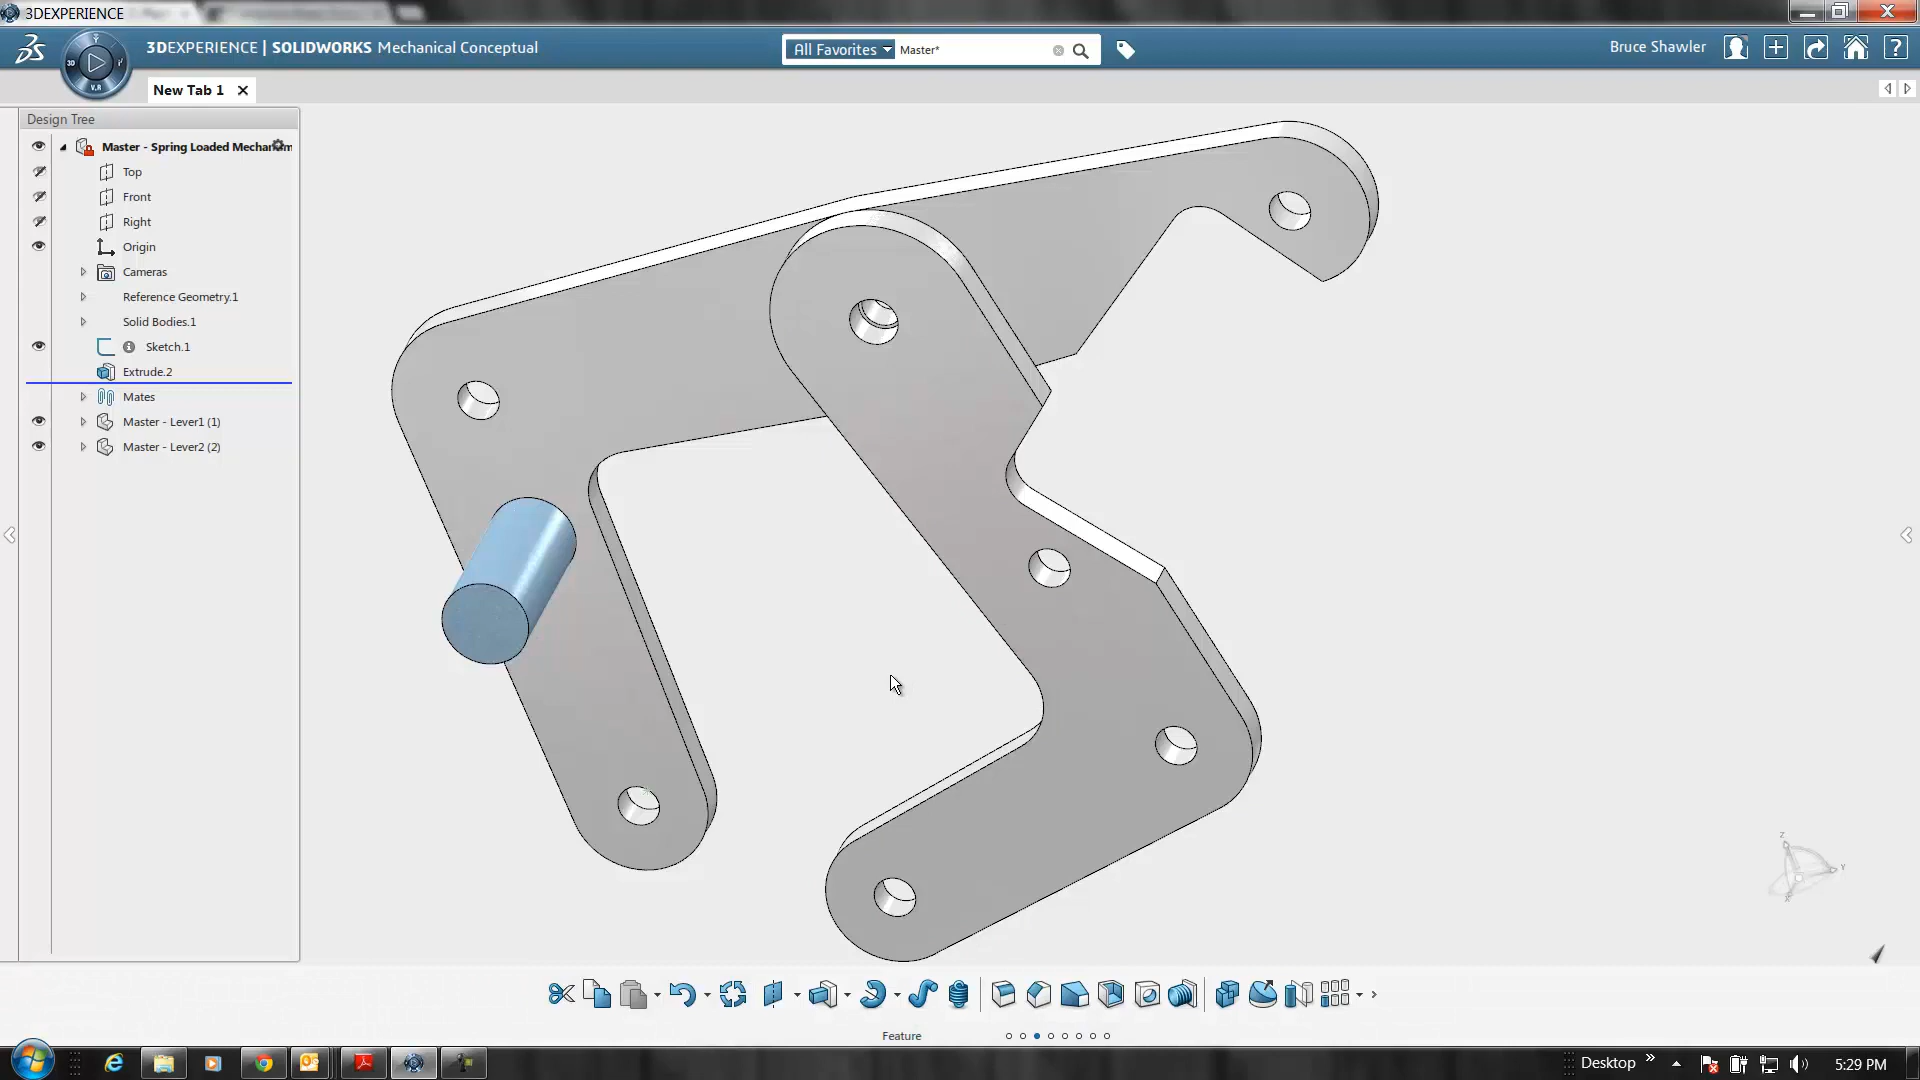 3DEXPERIENCE
3DEXPERIENCE | SOLIDWORKS Mechanical Conceptual
All Favorites
Master*
Bruce Shawler
3D
V.R
New Tab 1
Design Tree
Master - Spring Loaded Mechanism
Top
Front
Right
Origin
Cameras
Reference Geometry.1
Solid Bodies.1
Sketch.1
Extrude.2
Mates
Master - Lever1 (1)
Master - Lever2 (2)
Z
Y
X
Feature
Desktop
5:29 PM